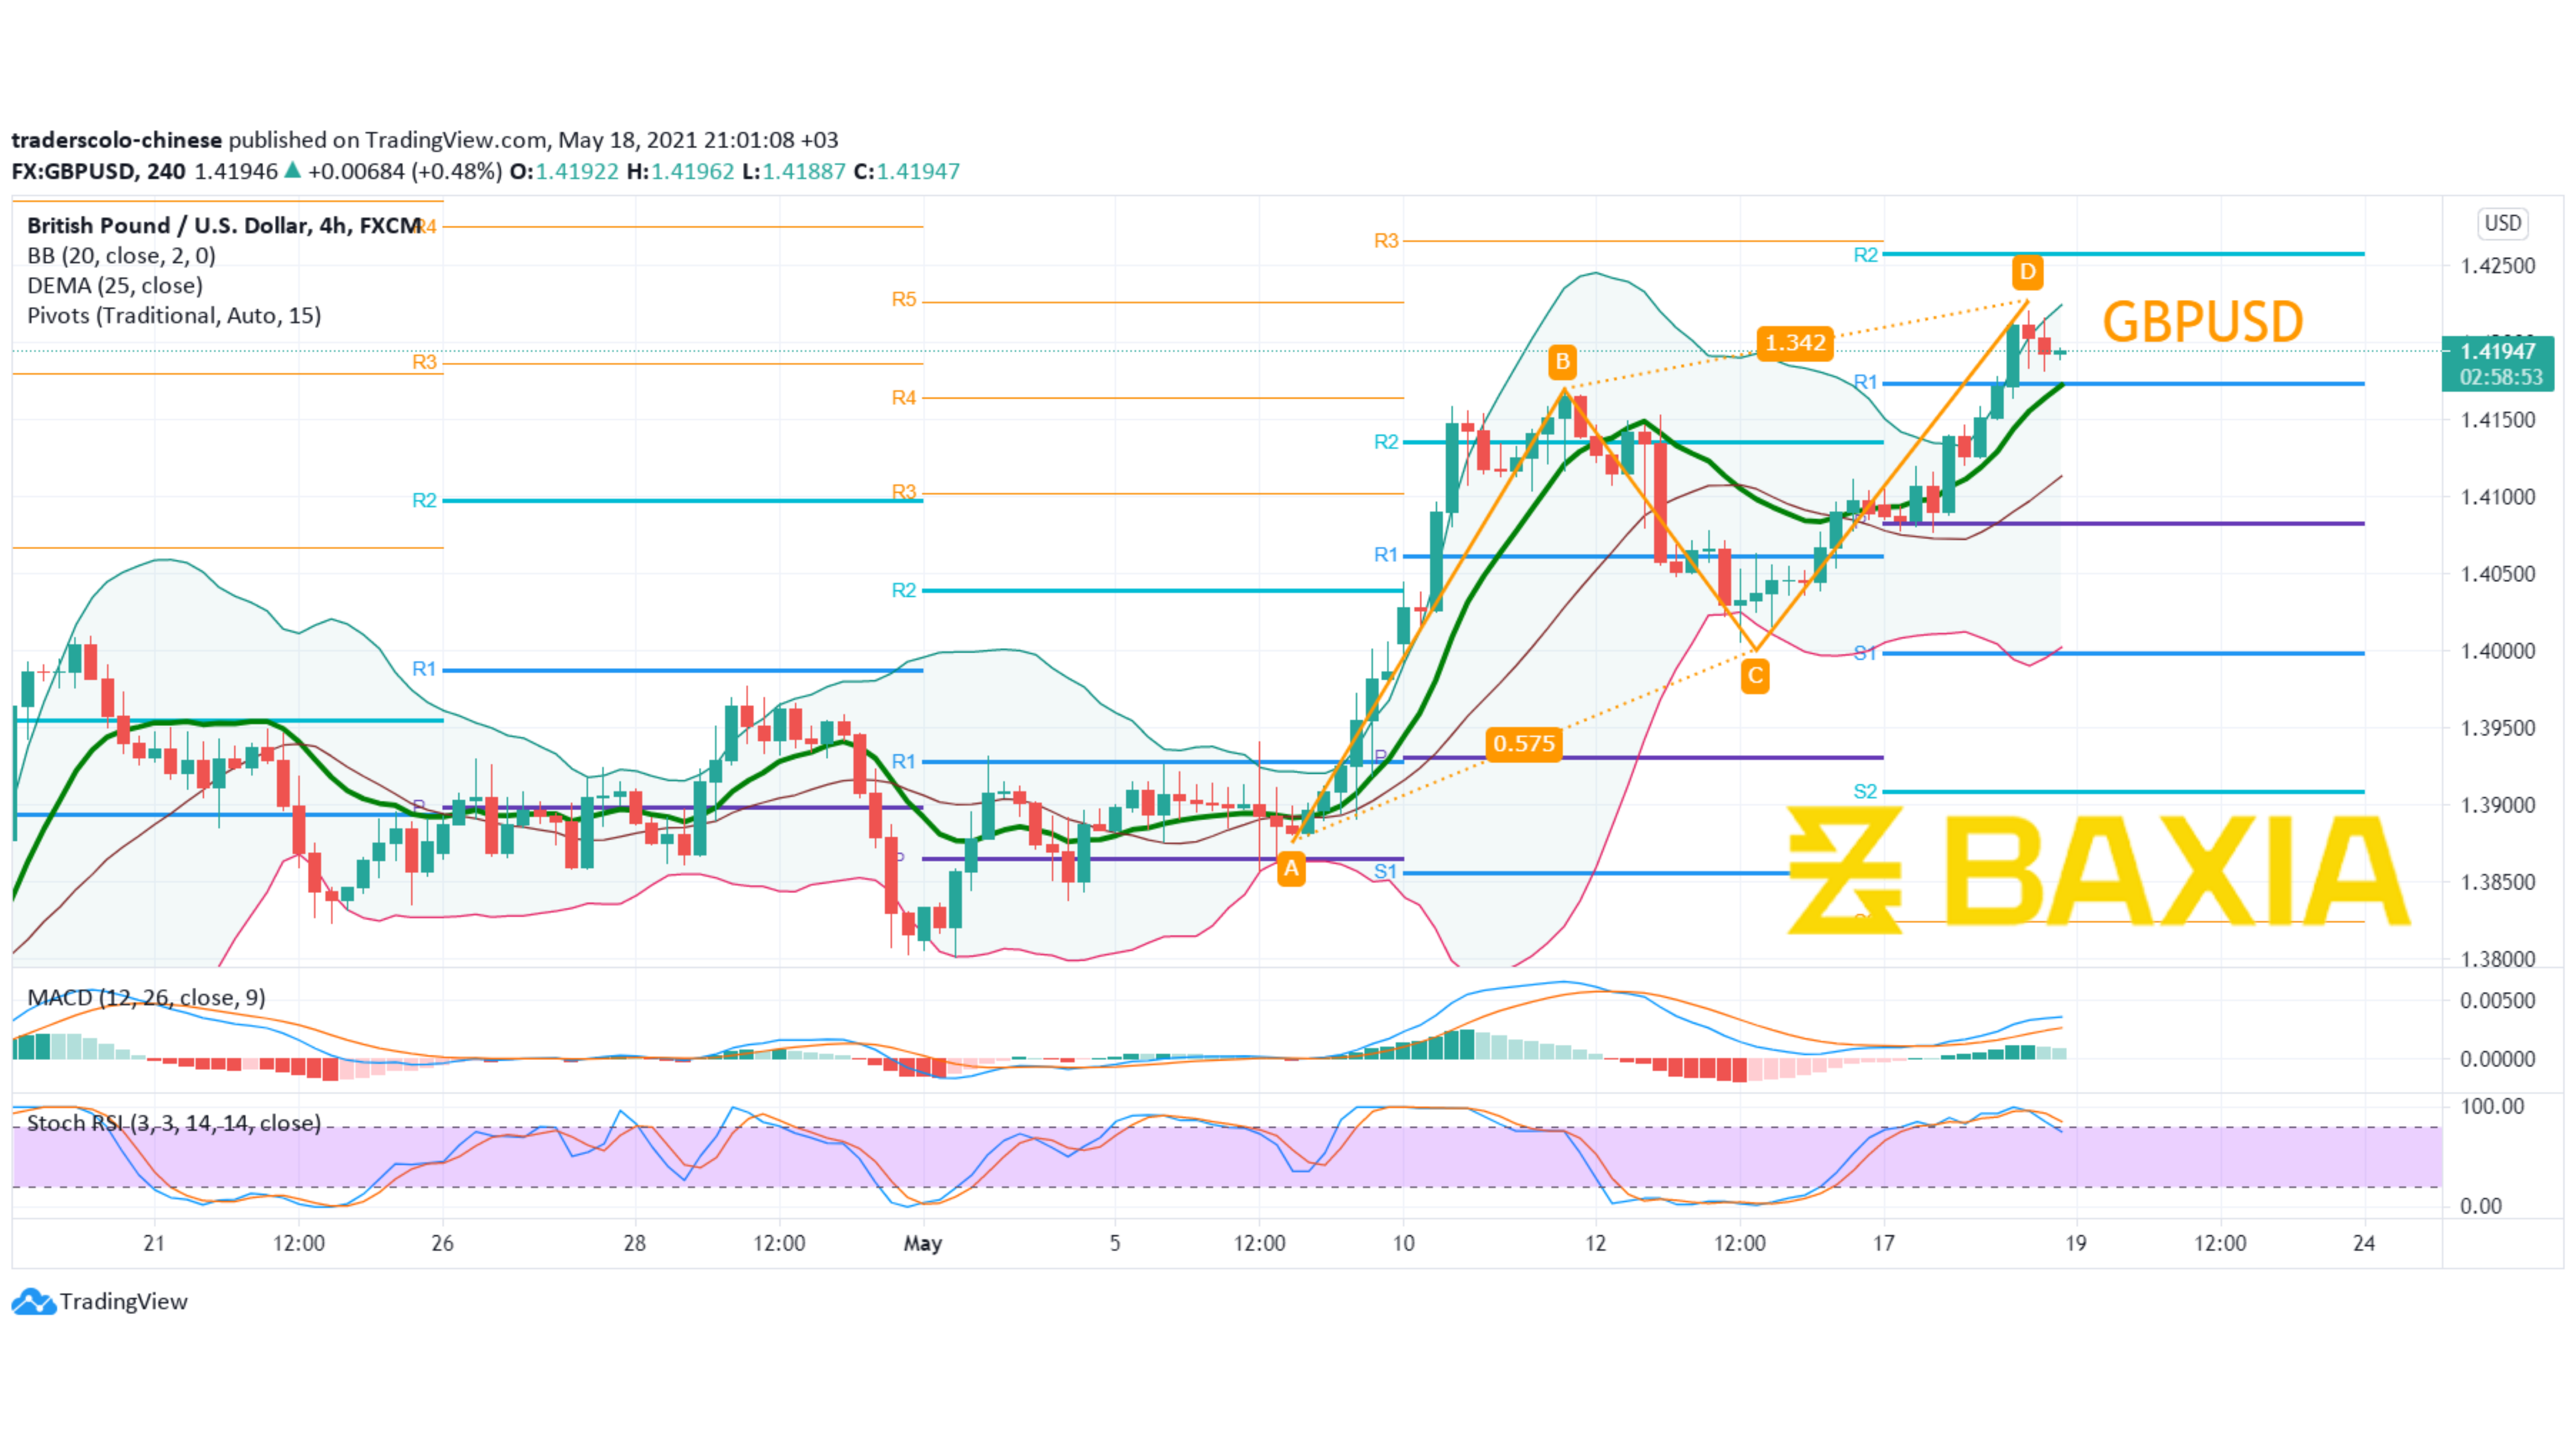 traderscolo-chinese published on TradingView.com, May 18, 2021 21:01:08 +03
FX:GBPUSD, 240 1.41946 ▲ +0.00684 (+0.48%) O:1.41922 H:1.41962 L:1.41887 C:1.41947
British Pound / U.S. Dollar, 4h, FXCM
R4
BB (20, close, 2, 0)
DEMA (25, close)
Pivots (Traditional, Auto, 15)
USD
R3
R2
1.42500
D
R5
GBPUSD
1.342
1.41947
02:58:53
R3
B
R1
R4
1.41500
R2
R3
1.41000
R2
P
R1
1.40500
R2
1.40000
S1
R1
C
1.39500
0.575
P
R1
S2
1.39000
P
P
A
S1
1.38500
BAXIA
1.38000
MACD (12, 26, close, 9)
0.00500
0.00000
Stoch RSI (3, 3, 14, 14, close)
100.00
0.00
21 12:00 26 28 12:00 May 5 12:00 10 12 12:00 17 19 12:00 24
TradingView